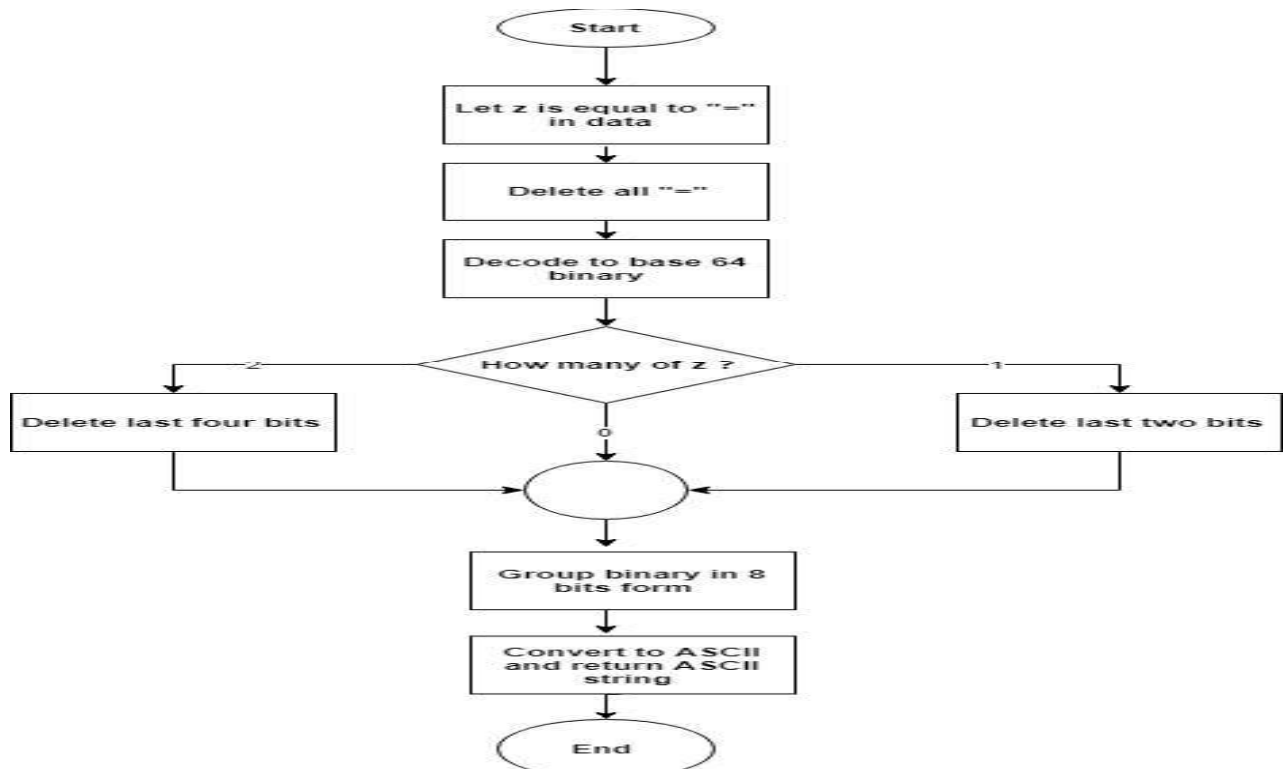 Start
Let z is equal to "="
in data
Delete all "="
Decode to base 64
binary
How many of z ?
2
1
Delete last four bits
0
Delete last two bits
Group binary in 8
bits form
Convert to ASCII
and return ASCII
string
End